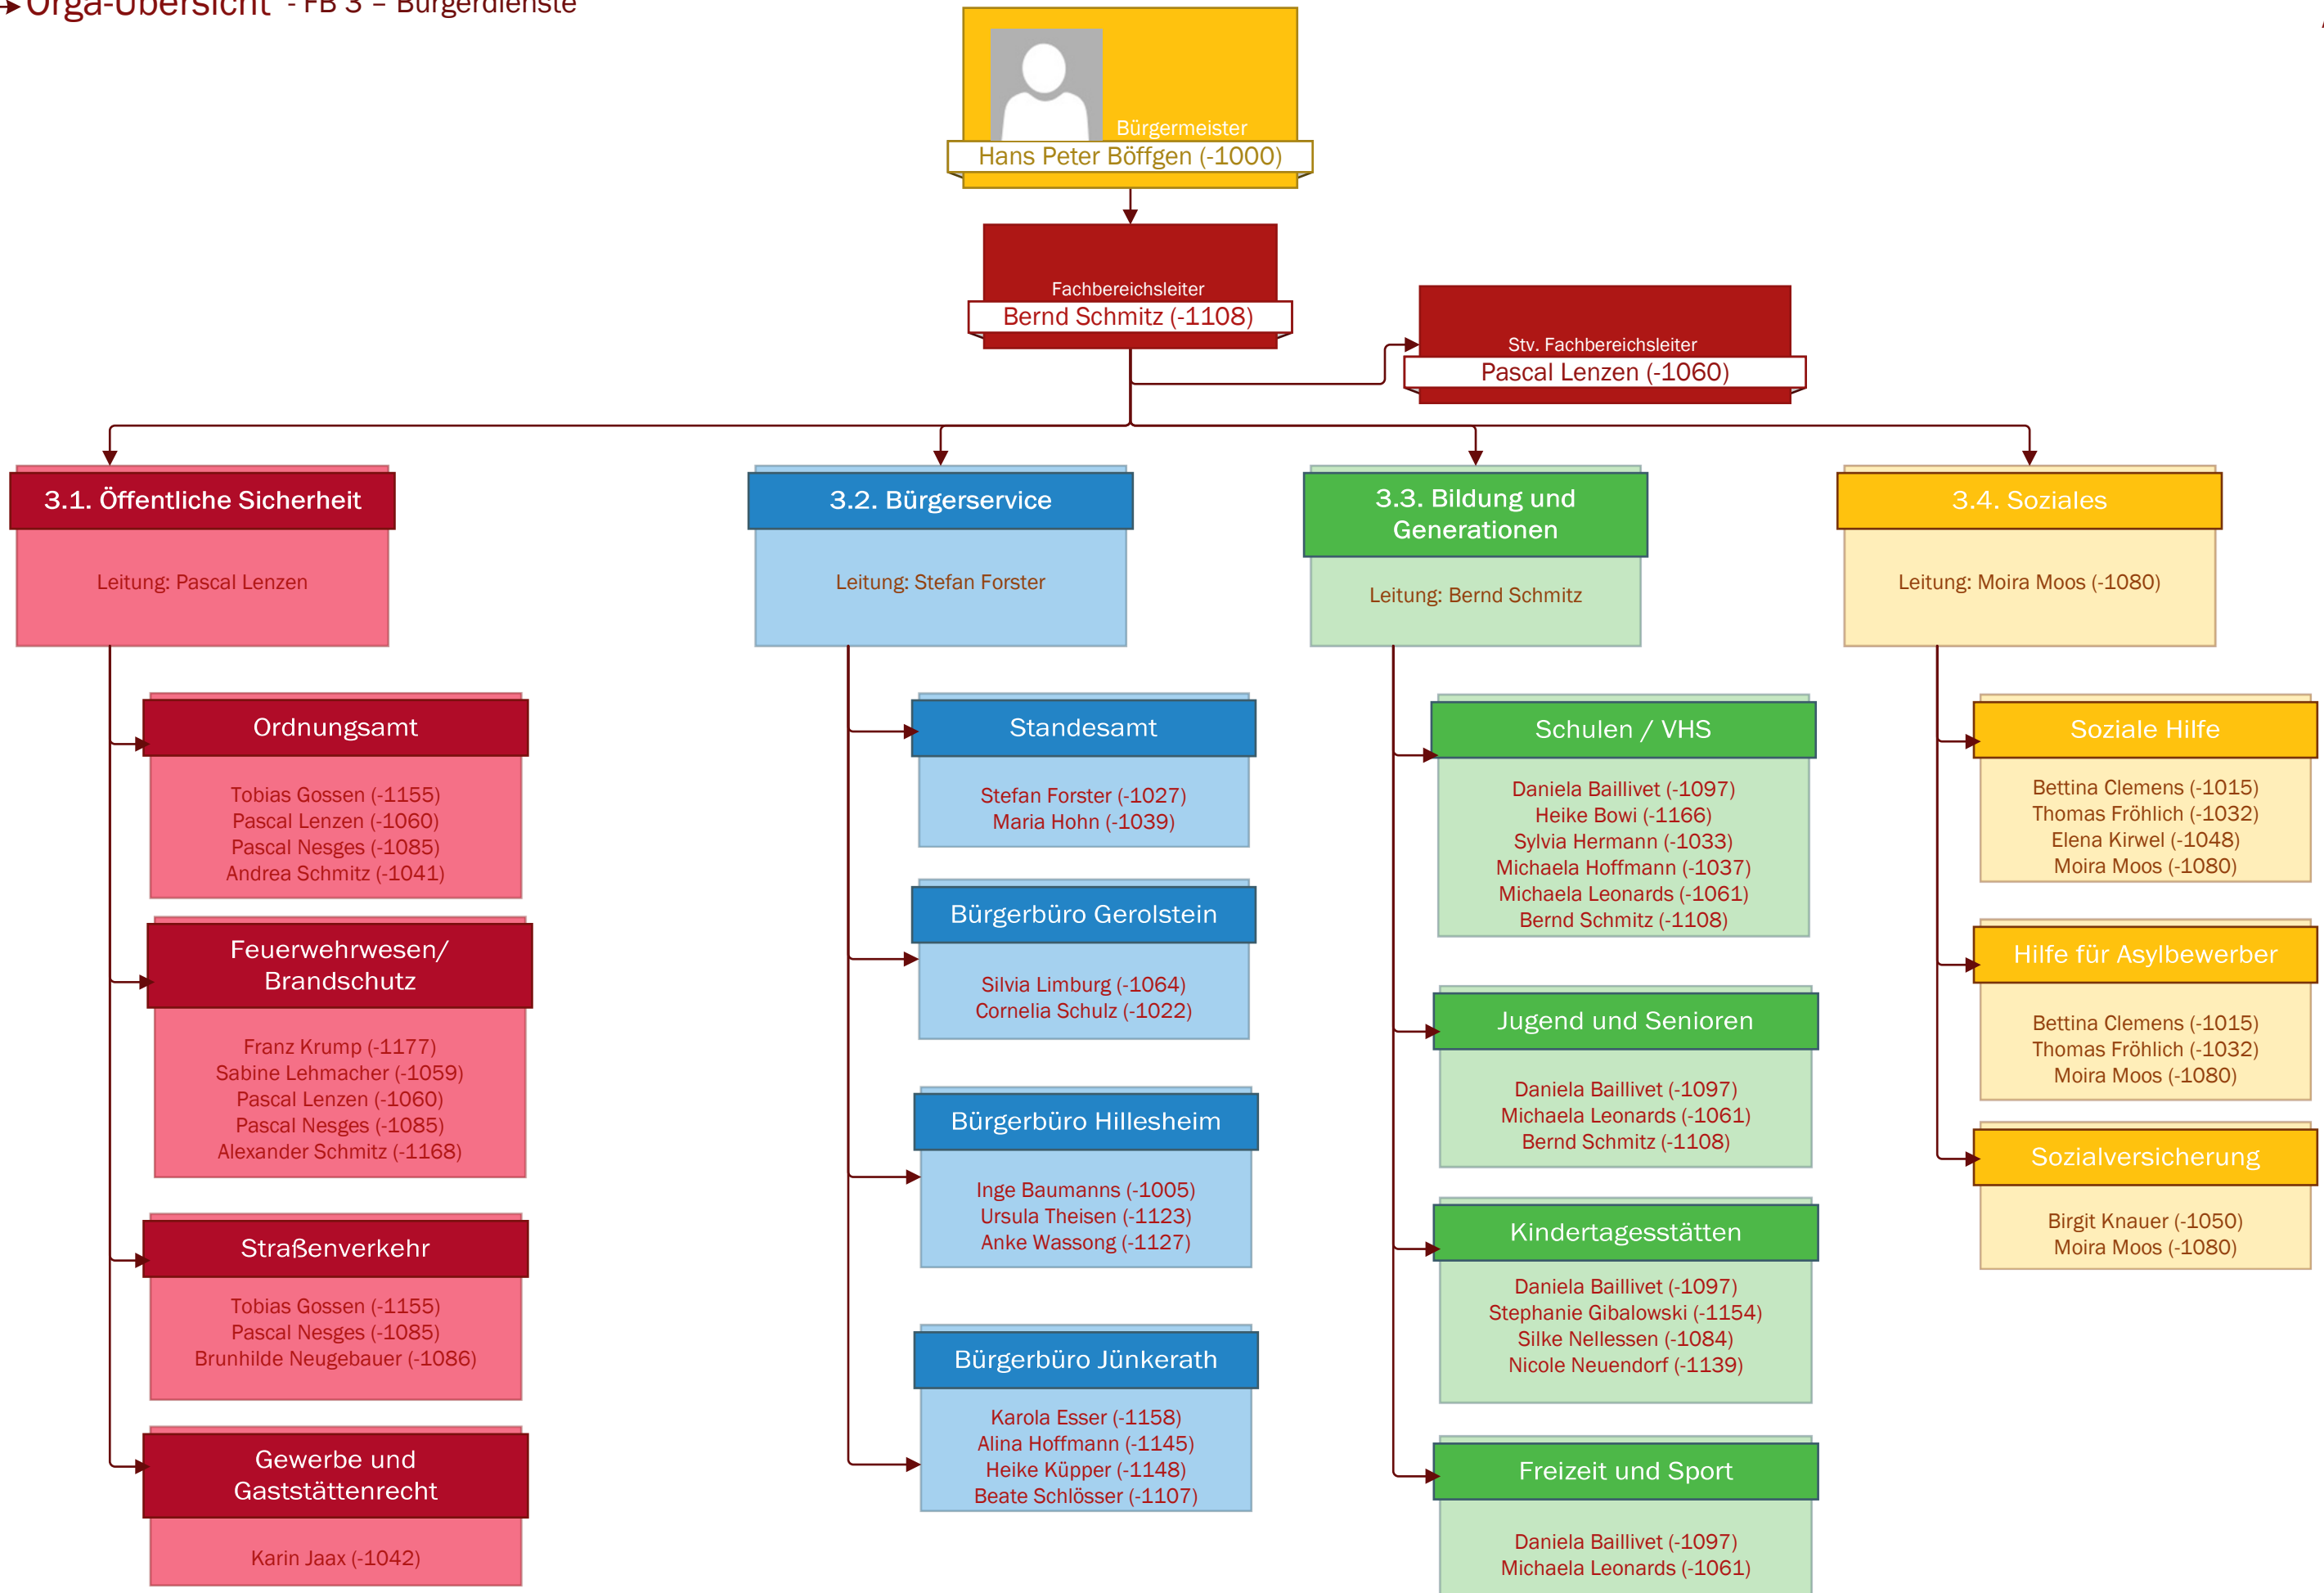 Orga-Übersicht - FB 3 – Bürgerdienste
Bürgermeister
Hans Peter Böffgen (-1000)
Fachbereichsleiter
Bernd Schmitz (-1108)
Stv. Fachbereichsleiter
Pascal Lenzen (-1060)
3.1. Öffentliche Sicherheit
Leitung: Pascal Lenzen
Ordnungsamt
Tobias Gossen (-1155)
Pascal Lenzen (-1060)
Pascal Nesges (-1085)
Andrea Schmitz (-1041)
Feuerwehrwesen/
Brandschutz
Franz Krump (-1177)
Sabine Lehmacher (-1059)
Pascal Lenzen (-1060)
Pascal Nesges (-1085)
Alexander Schmitz (-1168)
Straßenverkehr
Tobias Gossen (-1155)
Pascal Nesges (-1085)
Brunhilde Neugebauer (-1086)
Gewerbe und
Gaststättenrecht
Karin Jaax (-1042)
3.2. Bürgerservice
Leitung: Stefan Forster
Standesamt
Stefan Forster (-1027)
Maria Hohn (-1039)
Bürgerbüro Gerolstein
Silvia Limburg (-1064)
Cornelia Schulz (-1022)
Bürgerbüro Hillesheim
Inge Baumanns (-1005)
Ursula Theisen (-1123)
Anke Wassong (-1127)
Bürgerbüro Jünkerath
Karola Esser (-1158)
Alina Hoffmann (-1145)
Heike Küpper (-1148)
Beate Schlösser (-1107)
3.3. Bildung und
Generationen
Leitung: Bernd Schmitz
Schulen / VHS
Daniela Baillivet (-1097)
Heike Bowi (-1166)
Sylvia Hermann (-1033)
Michaela Hoffmann (-1037)
Michaela Leonards (-1061)
Bernd Schmitz (-1108)
Jugend und Senioren
Daniela Baillivet (-1097)
Michaela Leonards (-1061)
Bernd Schmitz (-1108)
Kindertagesstätten
Daniela Baillivet (-1097)
Stephanie Gibalowski (-1154)
Silke Nellessen (-1084)
Nicole Neuendorf (-1139)
Freizeit und Sport
Daniela Baillivet (-1097)
Michaela Leonards (-1061)
3.4. Soziales
Leitung: Moira Moos (-1080)
Soziale Hilfe
Bettina Clemens (-1015)
Thomas Fröhlich (-1032)
Elena Kirwel (-1048)
Moira Moos (-1080)
Hilfe für Asylbewerber
Bettina Clemens (-1015)
Thomas Fröhlich (-1032)
Moira Moos (-1080)
Sozialversicherung
Birgit Knauer (-1050)
Moira Moos (-1080)